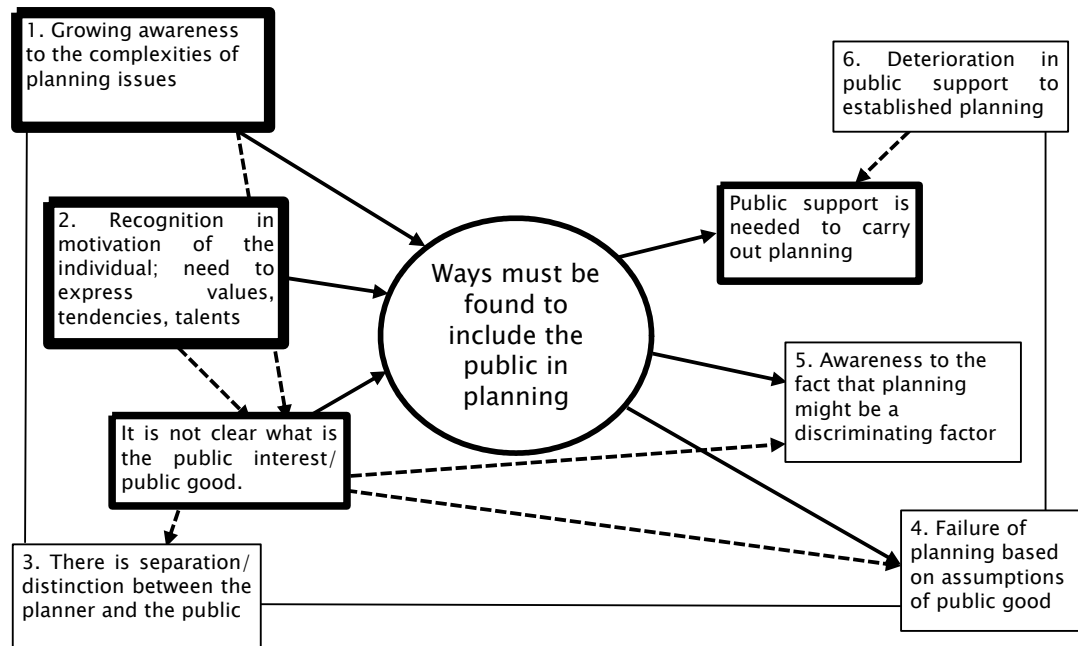 1. Growing awareness
to the complexities of
planning issues
6. Deterioration in
public support to
established planning
2. Recognition in
motivation of the
individual; need to
express values,
tendencies, talents
Public support is
needed to carry
out planning
Ways must be
found to
include the
public in
planning
5. Awareness to the
fact that planning
might be a
discriminating factor
It is not clear what is
the public interest/
public good.
3. There is separation/
distinction between the
planner and the public
4. Failure of
planning based
on assumptions
of public good